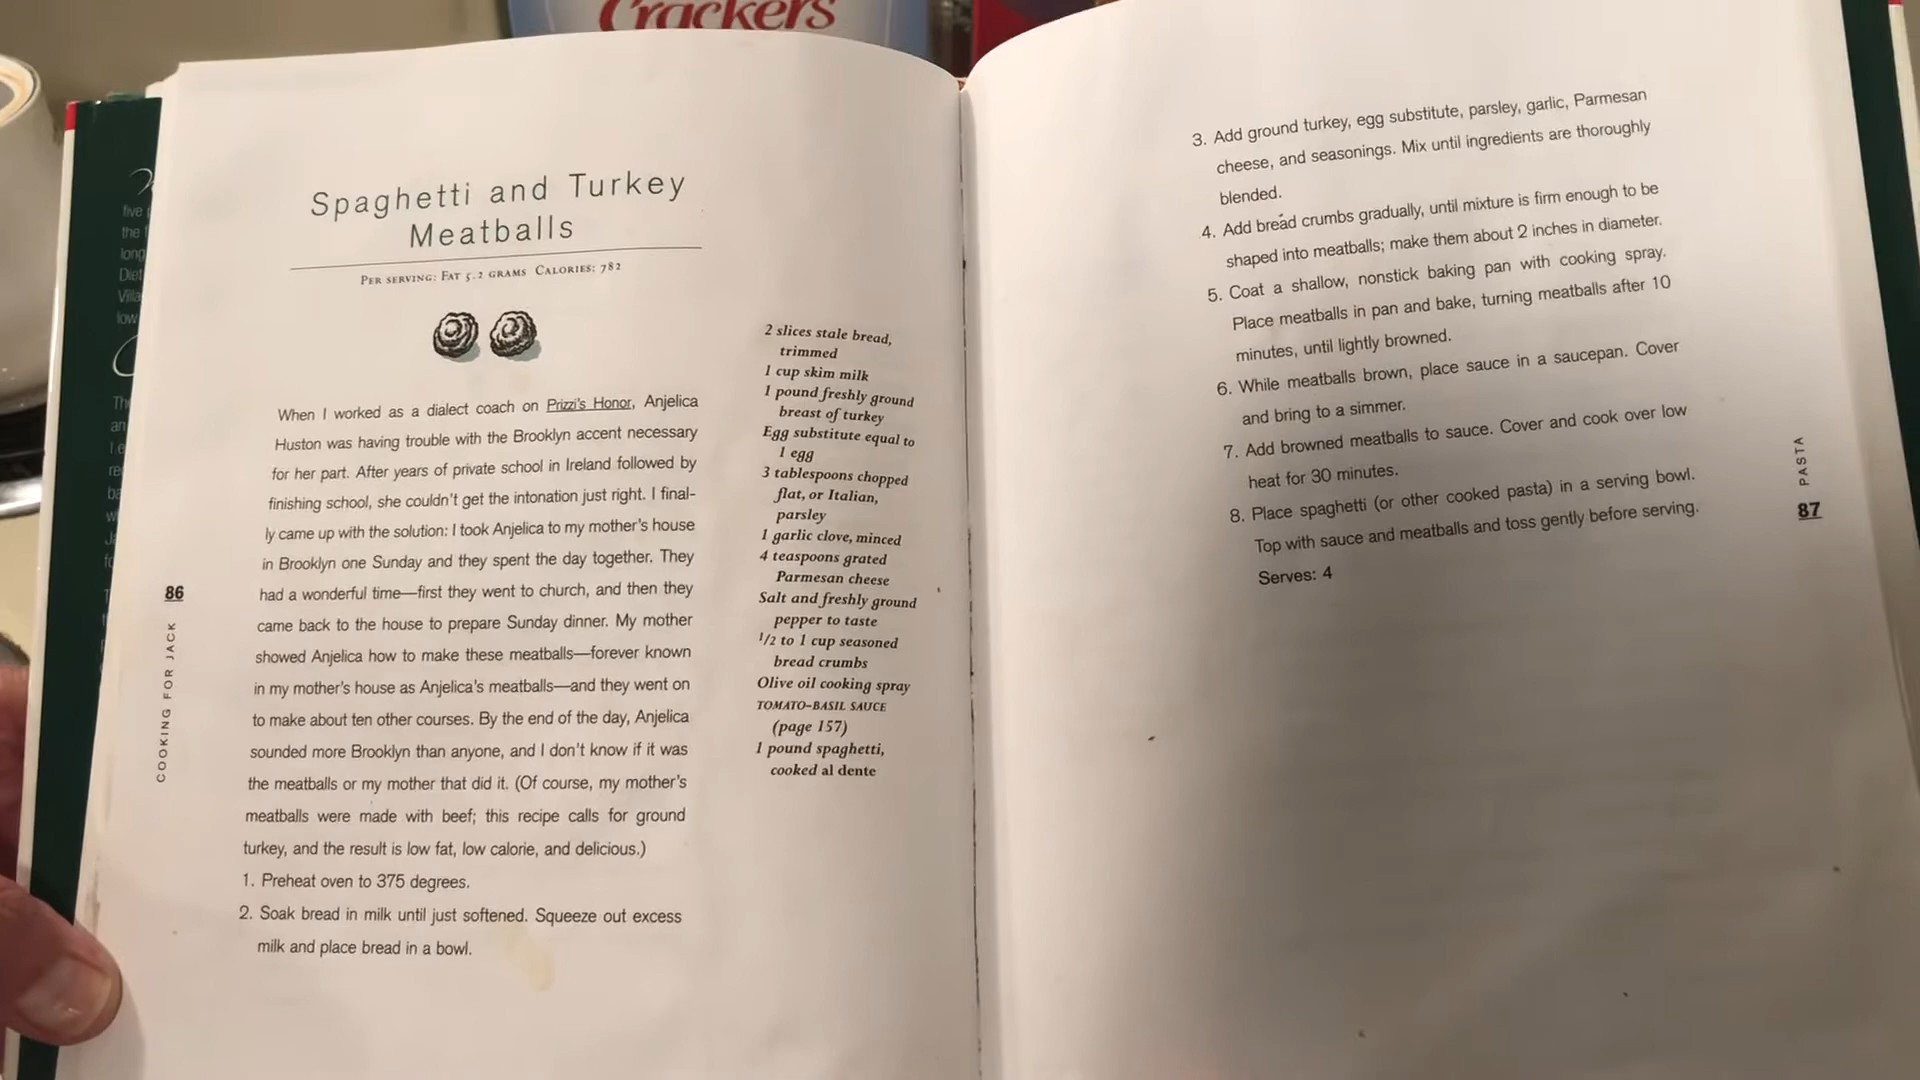 Crackers
Spaghetti and Turkey
Meatballs
PER SERVING: FAT 5.2 GRAMS CALORIES: 782
When I worked as a dialect coach on Prizzi's Honor, Anjelica
Huston was having trouble with the Brooklyn accent necessary
for her part. After years of private school in Ireland followed by
finishing school, she couldn't get the intonation just right. I final-
ly came up with the solution: I took Anjelica to my mother's house
in Brooklyn one Sunday and they spent the day together. They
had a wonderful time—first they went to church, and then they
came back to the house to prepare Sunday dinner. My mother
showed Anjelica how to make these meatballs—forever known
in my mother's house as Anjelica's meatballs—and they went on
to make about ten other courses. By the end of the day, Anjelica
sounded more Brooklyn than anyone, and I don't know if it was
the meatballs or my mother that did it. (Of course, my mother's
meatballs were made with beef; this recipe calls for ground
turkey, and the result is low fat, low calorie, and delicious.)
1. Preheat oven to 375 degrees.
2. Soak bread in milk until just softened. Squeeze out excess
milk and place bread in a bowl.
2 slices stale bread,
trimmed
1 cup skim milk
1 pound freshly ground
breast of turkey
Egg substitute equal to
1 egg
3 tablespoons chopped
flat, or Italian,
parsley
1 garlic clove, minced
4 teaspoons grated
Parmesan cheese
Salt and freshly ground
pepper to taste
1/2 to 1 cup seasoned
bread crumbs
Olive oil cooking spray
TOMATO-BASIL SAUCE
(page 157)
1 pound spaghetti,
cooked al dente
86
COOKING FOR JACK
3. Add ground turkey, egg substitute, parsley, garlic, Parmesan
cheese, and seasonings. Mix until ingredients are thoroughly
blended.
4. Add bread crumbs gradually, until mixture is firm enough to be
shaped into meatballs; make them about 2 inches in diameter.
5. Coat a shallow, nonstick baking pan with cooking spray.
Place meatballs in pan and bake, turning meatballs after 10
minutes, until lightly browned.
6. While meatballs brown, place sauce in a saucepan. Cover
and bring to a simmer.
7. Add browned meatballs to sauce. Cover and cook over low
heat for 30 minutes.
8. Place spaghetti (or other cooked pasta) in a serving bowl.
Top with sauce and meatballs and toss gently before serving.
Serves: 4
PASTA
87
five
the
long
Diet
Villa
low